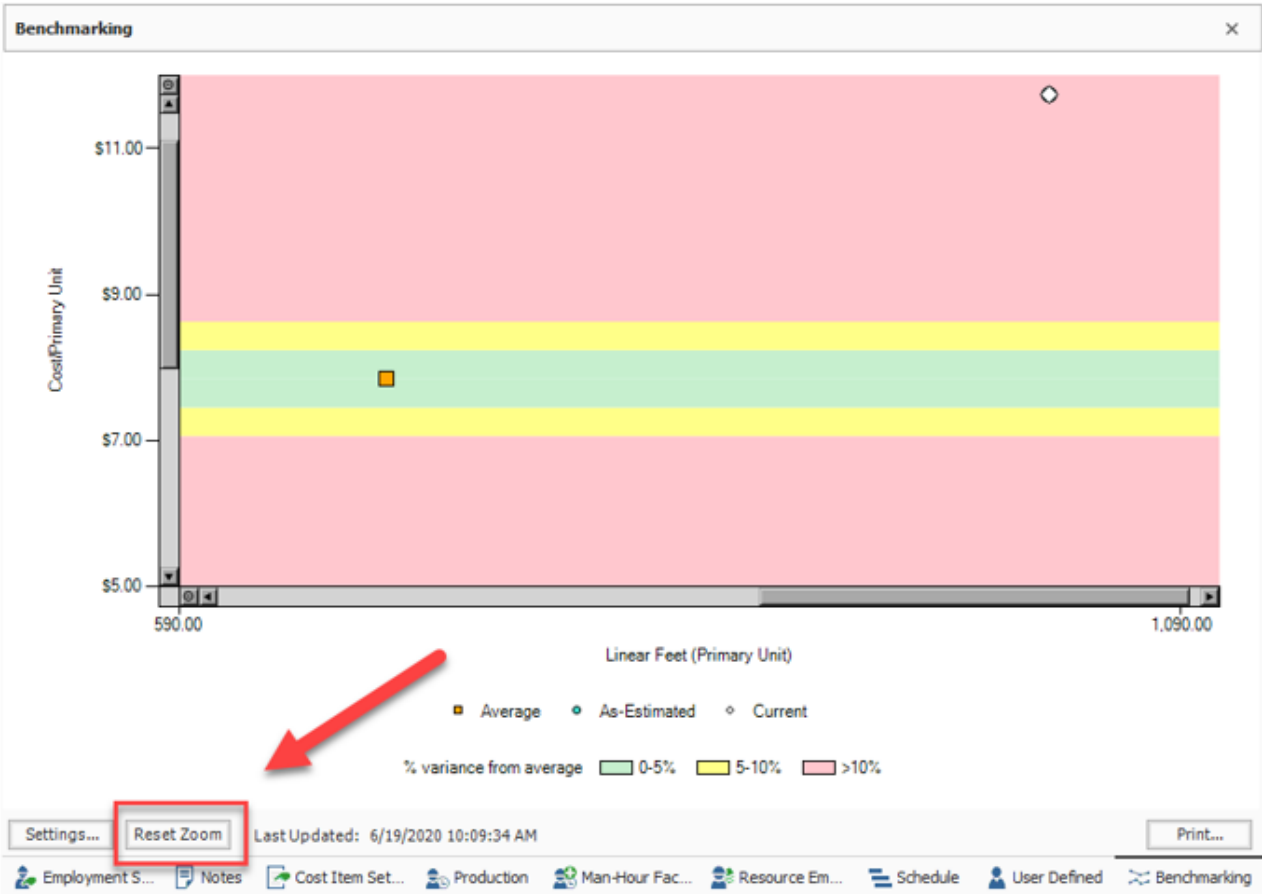 Benchmarking
$11.00
$9.00
Cost/Primary Unit
$7.00
$5.00
590.00 1,090.00
Linear Feet (Primary Unit)
Average As-Estimated Current
% variance from average 0-5% 5-10% >10%
Settings... Reset Zoom Last Updated: 6/19/2020 10:09:34 AM Print...
Employment S... Notes Cost Item Set... Production Man-Hour Fac... Resource Em... Schedule User Defined Benchmarking